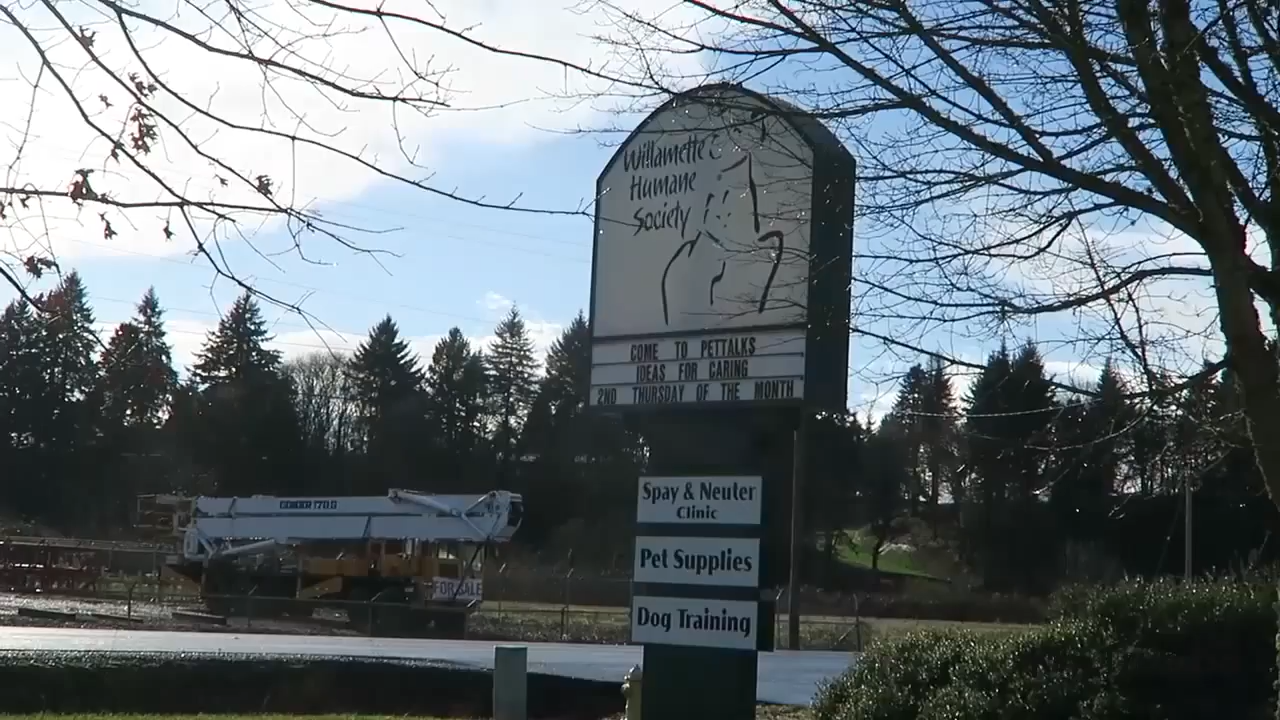 Willamette
Humane
Society
COME TO PETTALKS
IDEAS FOR CARING
2ND THURSDAY OF THE MONTH
Spay & Neuter
Clinic
Pet Supplies
Dog Training
FOR SALE